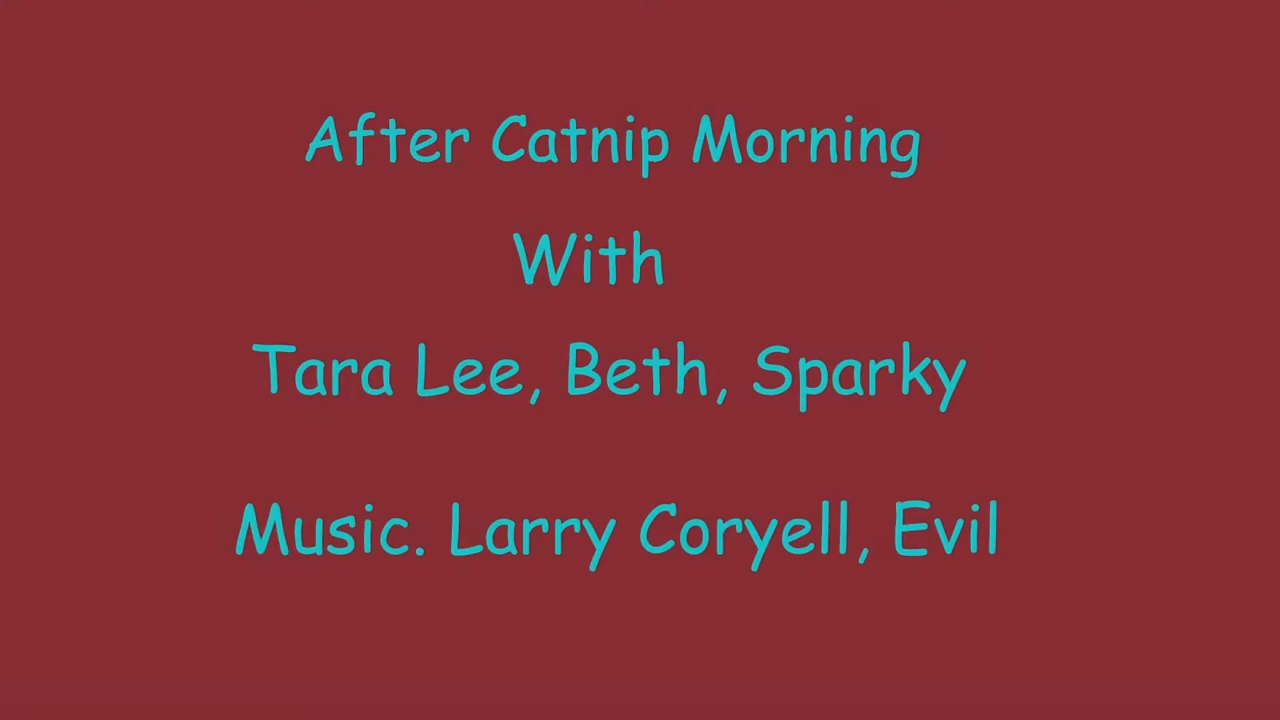 After Catnip Morning
With
Tara Lee, Beth, Sparky
Music. Larry Coryell, Evil